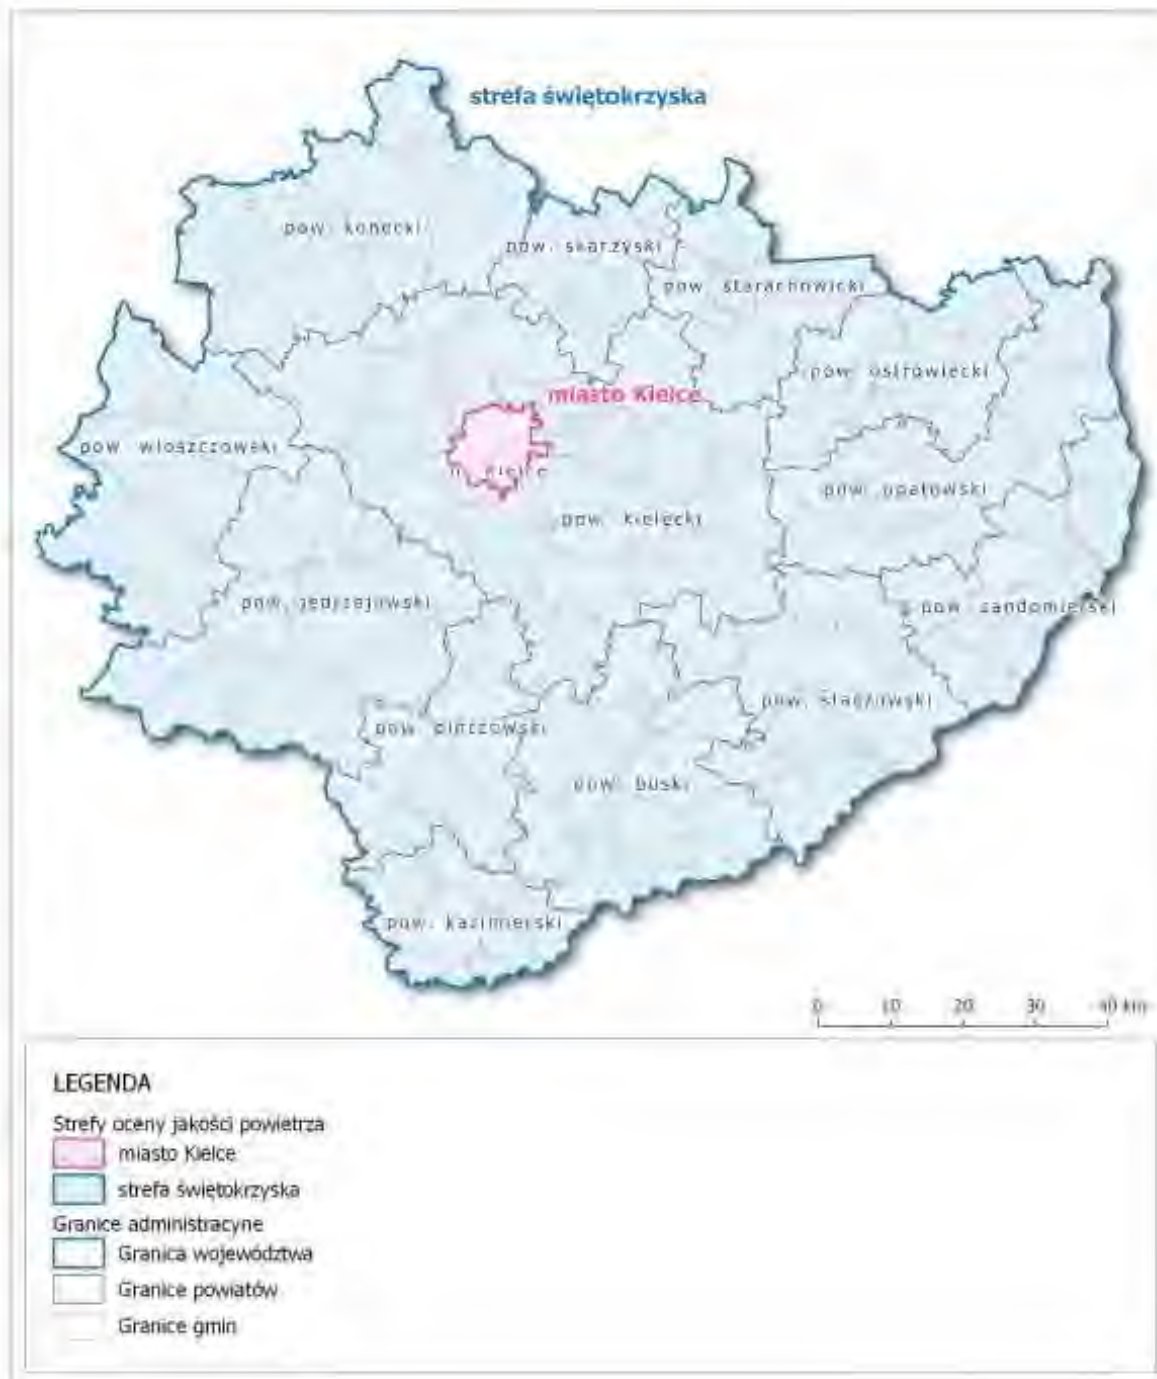 strefa świętokrzyska
pow. konecki
pow. skarżyski
pow. starachowicki
pow. ostrowiecki
miasto Kielce
pow. włoszczowski
m. Kielce
pow. opatowski
pow. kielecki
pow. jędrzejowski
pow. sandomierski
pow. staszowski
pow. pińczowski
pow. buski
pow. kazimierski
0 10 20 30 40 km
LEGENDA
Strefy oceny jakości powietrza
miasto Kielce
strefa świętokrzyska
Granice administracyne
Granica województwa
Granice powiatów
Granice gmin